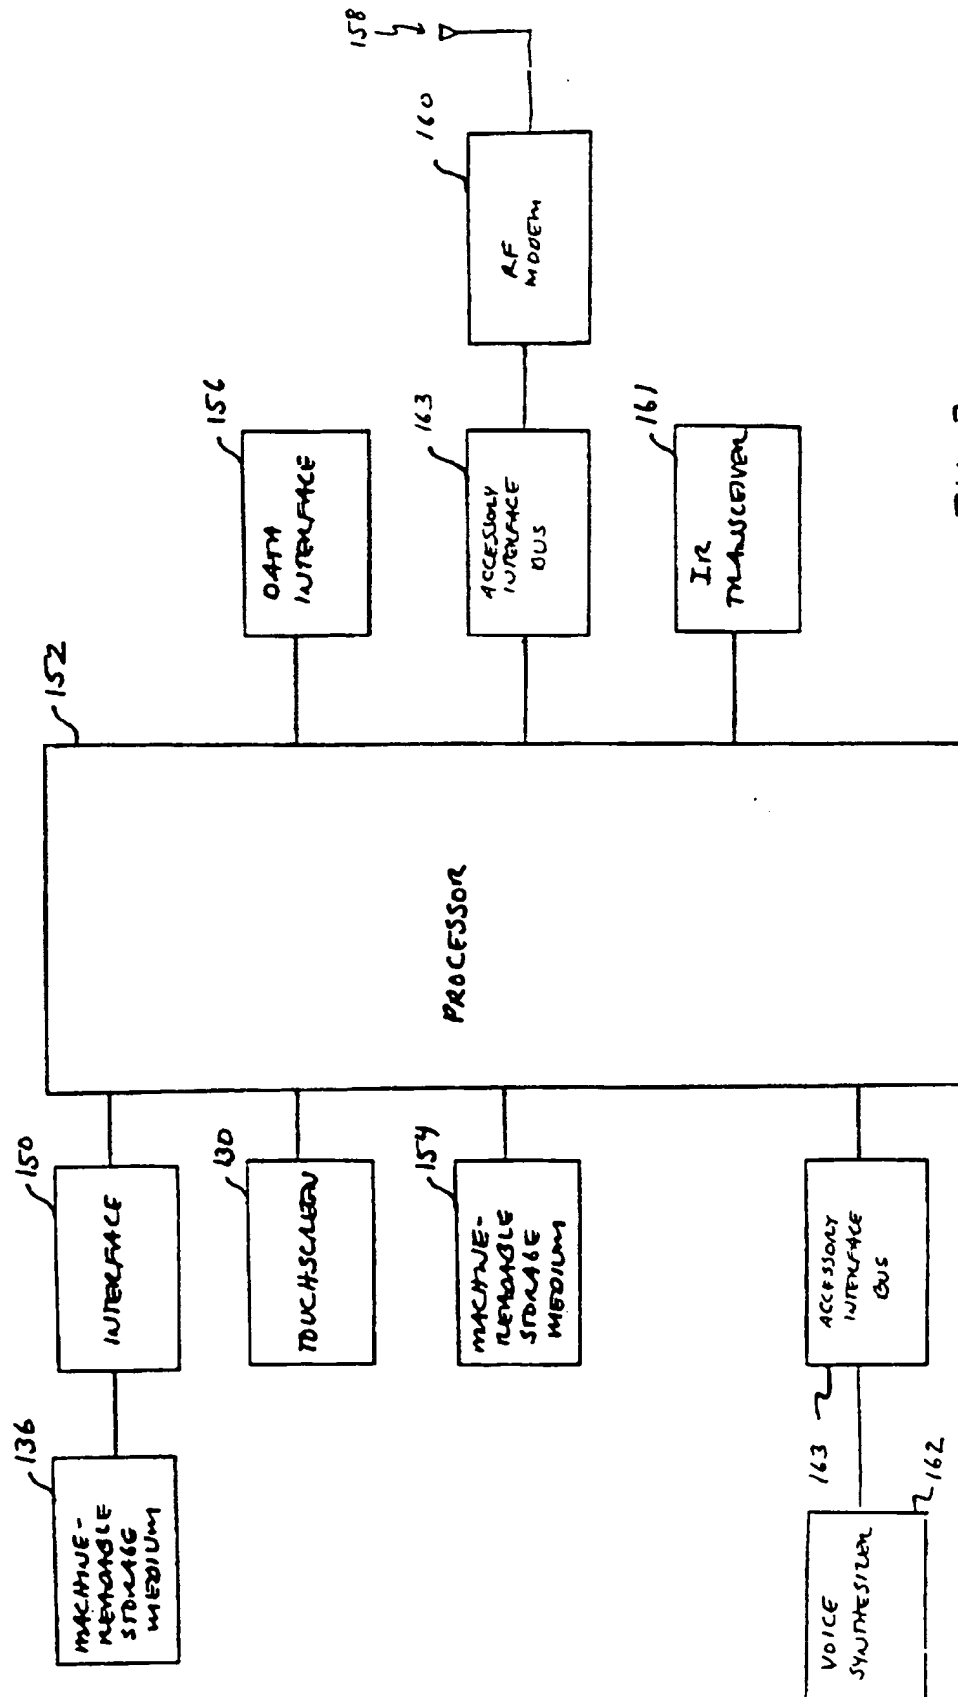 136
MACHINE-
READABLE
STORAGE
MEDIUM
150
INTERFACE
130
TOUCHSCREEN
154
MACHINE-
READABLE
STORAGE
MEDIUM
163
ACCESSORY
INTERFACE
BUS
162
VOICE
SYNTHESIZER
152
PROCESSOR
156
DATA
INTERFACE
163
ACCESSORY
INTERFACE
BUS
161
IR
TRANSCEIVER
160
RF
MODEM
158